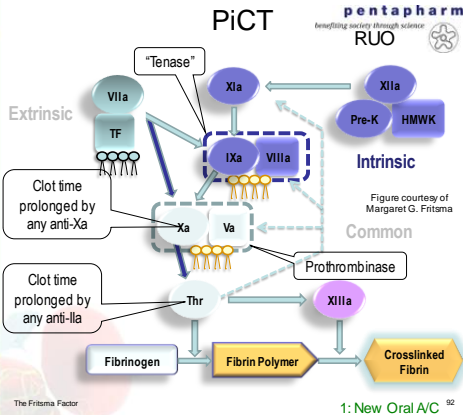 PiCT
pentapharm
benefiting society through science
RUO
"Tenase"
XIa
XIIa
VIIa
Pre-K
HMWK
Extrinsic
TF
IXa
VIIIa
Intrinsic
Clot time
prolonged by
any anti-Xa
Figure courtesy of
Margaret G. Fritsma
Xa
Va
Common
Prothrombinase
Clot time
prolonged by
any anti-IIa
Thr
XIIIa
Fibrinogen
Fibrin Polymer
Crosslinked
Fibrin
The Fritsma Factor
1: New Oral A/C
92